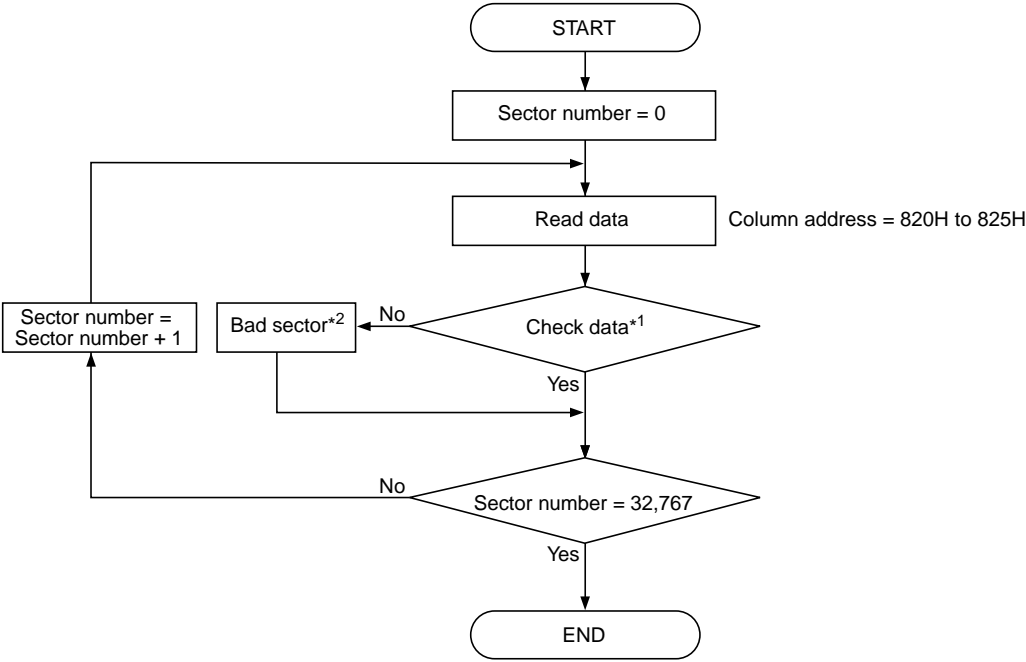 START
Sector number = 0
Read data
Column address = 820H to 825H
Sector number =
Sector number + 1
Bad sector*2
No
Check data*1
Yes
No
Sector number = 32,767
Yes
END